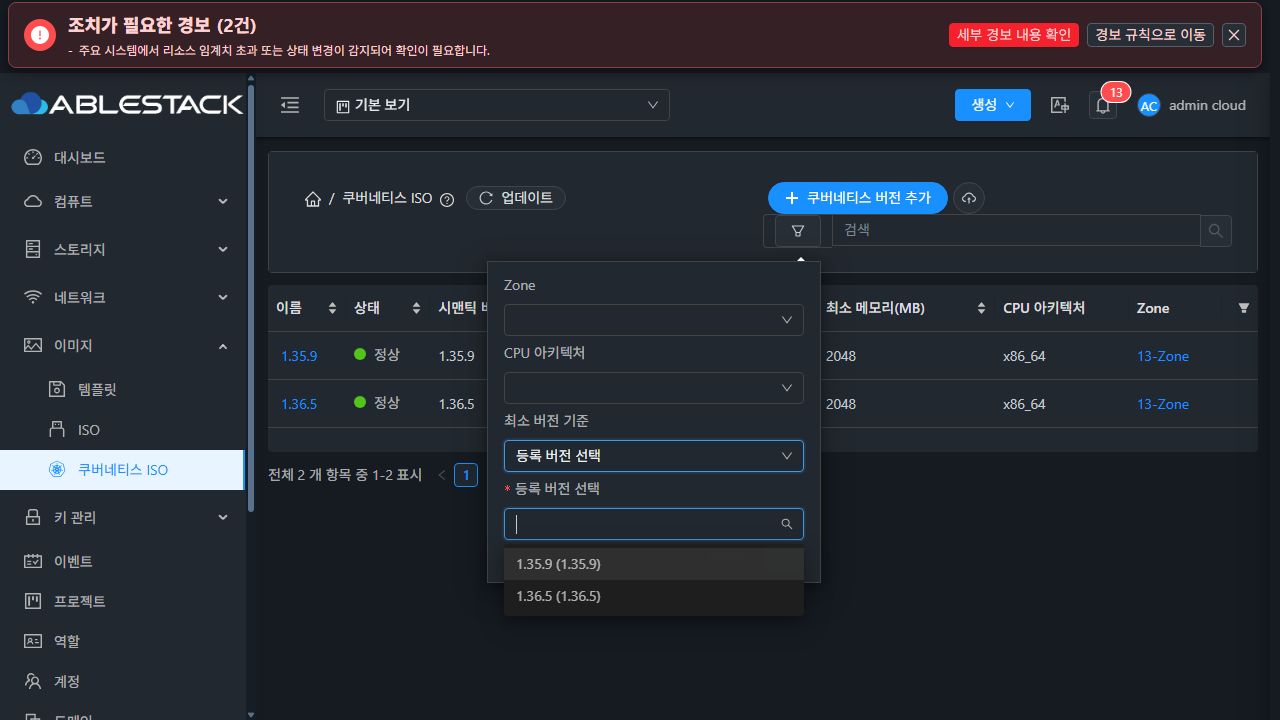 조치가 필요한 경보 (2건)
- 주요 시스템에서 리소스 임계치 초과 또는 상태 변경이 감지되어 확인이 필요합니다.
세부 경보 내용 확인
경보 규칙으로 이동
ABLESTACK
기본 보기
생성
13
AC
admin cloud
대시보드
컴퓨트
스토리지
네트워크
이미지
템플릿
ISO
쿠버네티스 ISO
키 관리
이벤트
프로젝트
역할
계정
/ 쿠버네티스 ISO
업데이트
쿠버네티스 버전 추가
검색
이름 상태 시맨틱 최소 메모리(MB) CPU 아키텍처 Zone
1.35.9 정상 1.35.9 2048 x86_64 13-Zone
1.36.5 정상 1.36.5 2048 x86_64 13-Zone
전체 2 개 항목 중 1-2 표시
1
Zone
CPU 아키텍처
최소 버전 기준
등록 버전 선택
* 등록 버전 선택
1.35.9 (1.35.9)
1.36.5 (1.36.5)